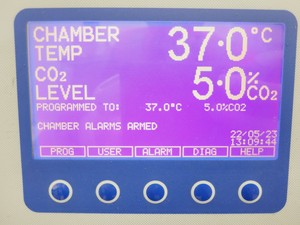 CHAMBER TEMP 37.0°C
CO₂ LEVEL 5.0% CO₂
PROGRAMMED TO: 37.0°C 5.0%CO2
CHAMBER ALARMS ARMED
22/05/23
13:09:44
PROG USER ALARM DIAG HELP